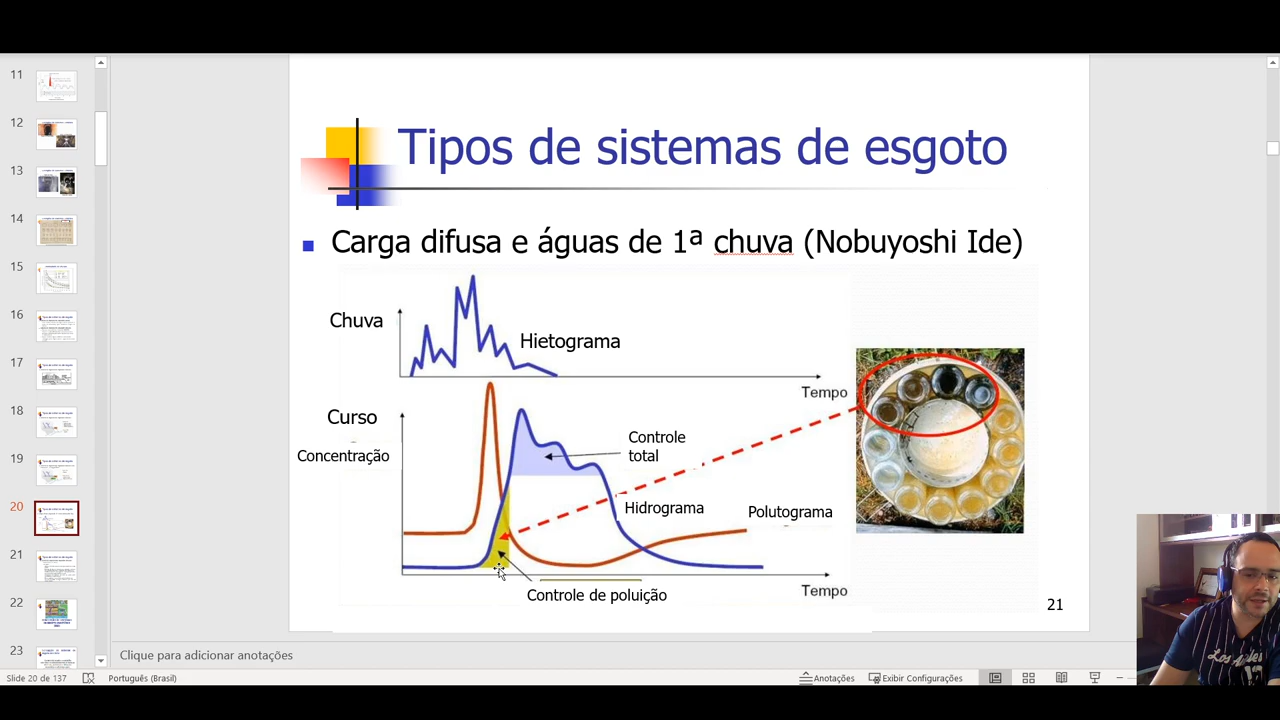 Tipos de sistemas de esgoto
Carga difusa e águas de 1ª chuva (Nobuyoshi Ide)
Chuva
Hietograma
Tempo
Curso
Concentração
Controle
total
Hidrograma
Polutograma
Controle de poluição
Tempo
21
11
12
13
14
15
16
17
18
19
20
21
22
23
Clique para adicionar anotações
Slide 20 de 137
Português (Brasil)
Anotações
Exibir Configurações